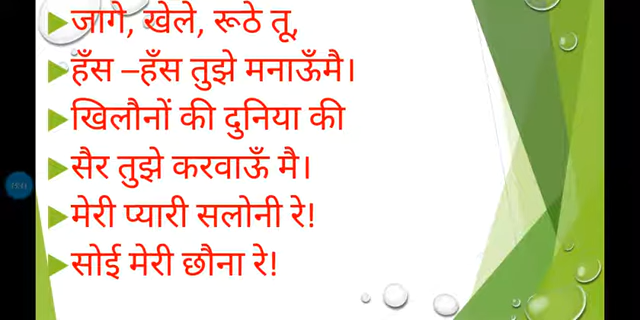 जागे, खेले, रूठे तू,
हँस –हँस तुझे मनाऊँमै।
खिलौनों की दुनिया की
सैर तुझे करवाऊँ मै।
मेरी प्यारी सलोनी रे!
सोई मेरी छौना रे!